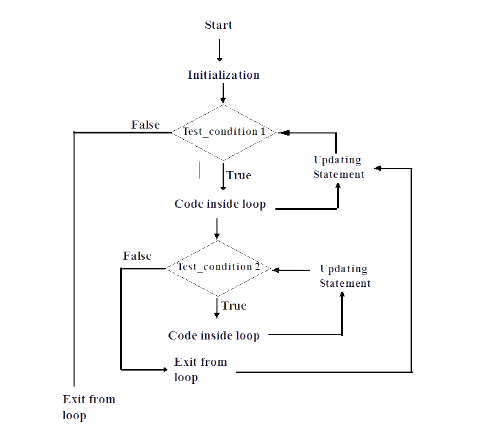 Start
Initialization
False
Test_condition 1
Updating
Statement
True
Code inside loop
False
Test_condition 2
Updating
Statement
True
Code inside loop
Exit from
loop
Exit from
loop